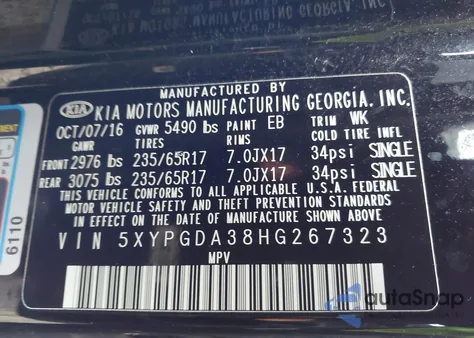 MANUFACTURED BY
KIA KIA MOTORS MANUFACTURING GEORGIA, INC.
OCT/07/16 GVWR 5490 lbs PAINT EB TRIM WK
GAWR TIRES RIMS COLD TIRE INFL
FRONT 2976 lbs 235/65R17 7.0JX17 34psi SINGLE
REAR 3075 lbs 235/65R17 7.0JX17 34psi SINGLE
THIS VEHICLE CONFORMS TO ALL APPLICABLE U.S.A. FEDERAL
MOTOR VEHICLE SAFETY AND THEFT PREVENTION STANDARDS
IN EFFECT ON THE DATE OF MANUFACTURE SHOWN ABOVE.
VIN 5XYPGDA38HG267323
MPV
6110
autoSnap